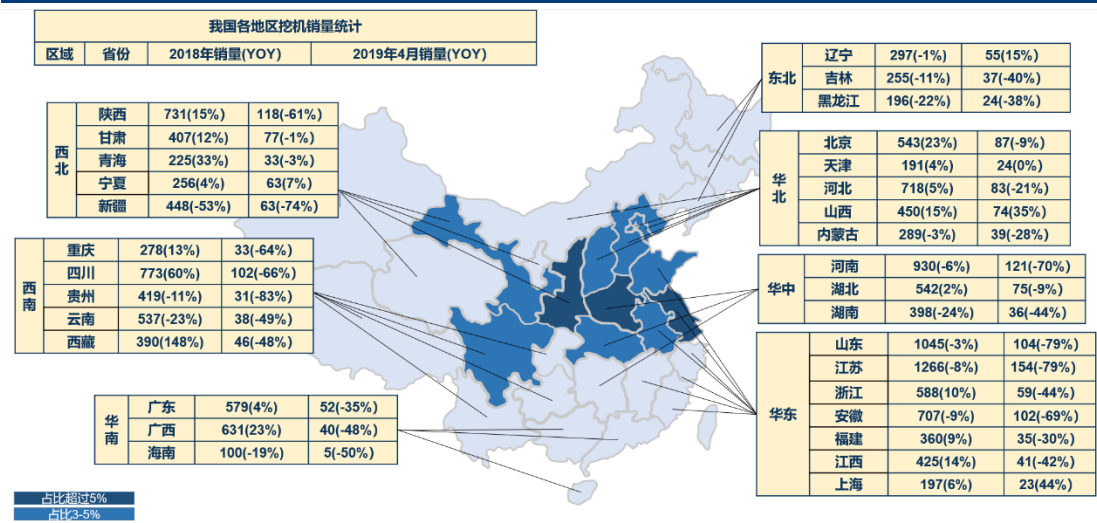 我国各地区挖机销量统计
区域 省份 2018年销量(YOY) 2019年4月销量(YOY)
西北
陕西 731(15%) 118(-61%)
甘肃 407(12%) 77(-1%)
青海 225(33%) 33(-3%)
宁夏 256(4%) 63(7%)
新疆 448(-53%) 63(-74%)
西南
重庆 278(13%) 33(-64%)
四川 773(60%) 102(-66%)
贵州 419(-11%) 31(-83%)
云南 537(-23%) 38(-49%)
西藏 390(148%) 46(-48%)
华南
广东 579(4%) 52(-35%)
广西 631(23%) 40(-48%)
海南 100(-19%) 5(-50%)
东北
辽宁 297(-1%) 55(15%)
吉林 255(-11%) 37(-40%)
黑龙江 196(-22%) 24(-38%)
华北
北京 543(23%) 87(-9%)
天津 191(4%) 24(0%)
河北 718(5%) 83(-21%)
山西 450(15%) 74(35%)
内蒙古 289(-3%) 39(-28%)
华中
河南 930(-6%) 121(-70%)
湖北 542(2%) 75(-9%)
湖南 398(-24%) 36(-44%)
华东
山东 1045(-3%) 104(-79%)
江苏 1266(-8%) 154(-79%)
浙江 588(10%) 59(-44%)
安徽 707(-9%) 102(-69%)
福建 360(9%) 35(-30%)
江西 425(14%) 41(-42%)
上海 197(6%) 23(44%)
占比超过5%
占比3-5%